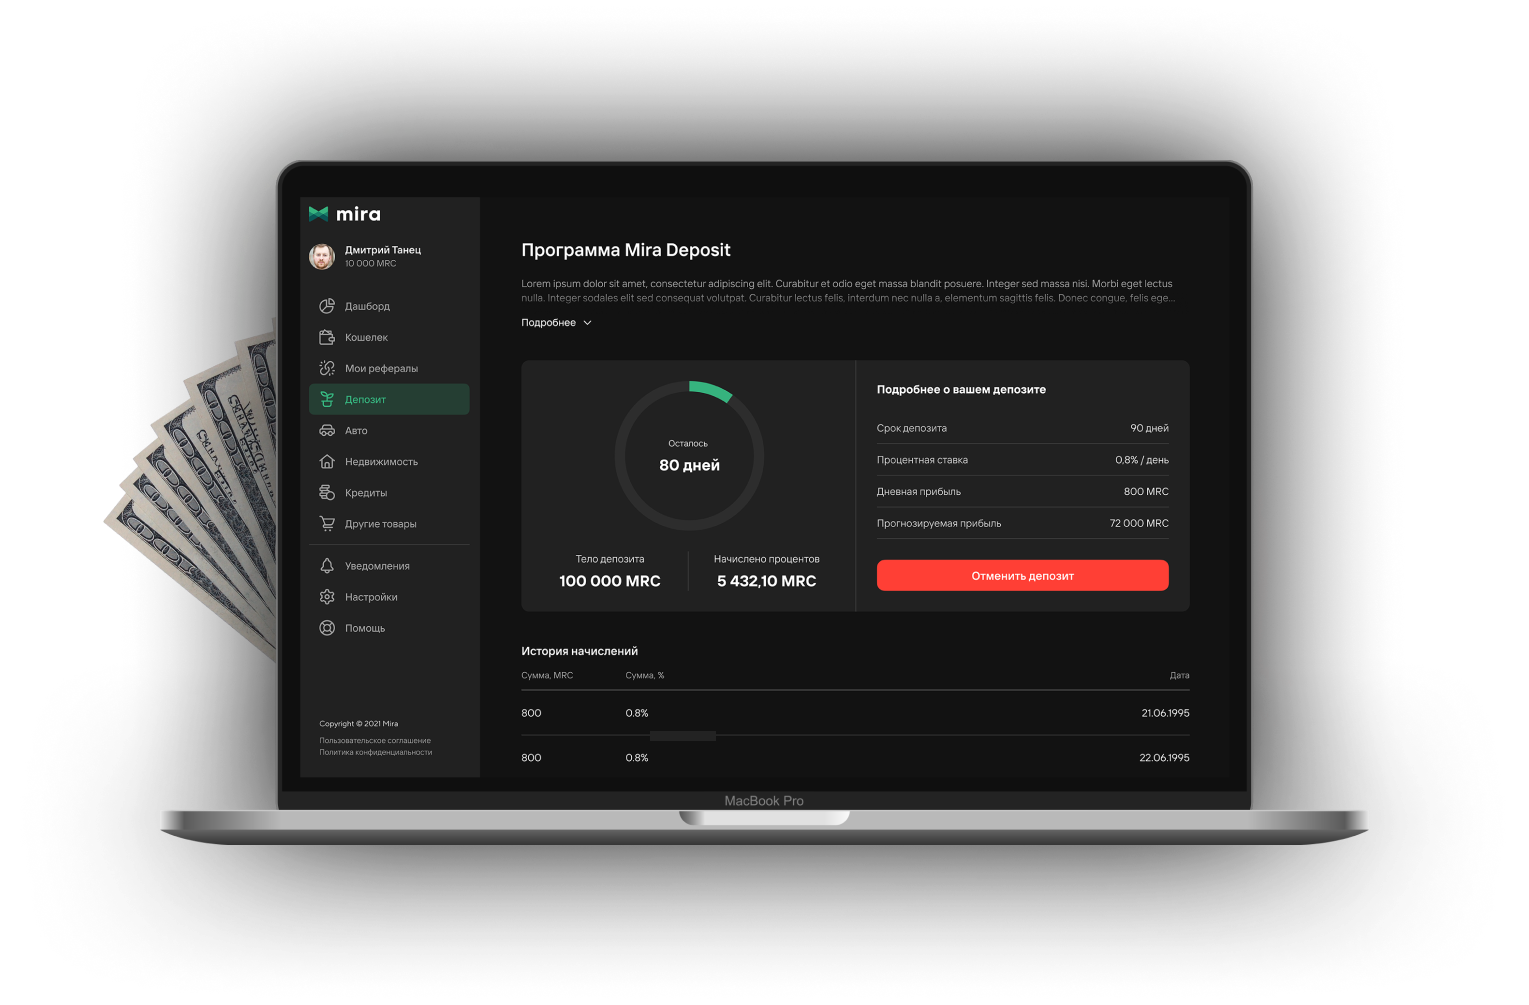 mira
Дмитрий Танец
10 000 MRC
Дашборд
Кошелек
Мои рефералы
Депозит
Авто
Недвижимость
Кредиты
Другие товары
Уведомления
Настройки
Помощь
Copyright © 2021 Mira
Пользовательское соглашение
Политика конфиденциальности
Программа Mira Deposit
Lorem ipsum dolor sit amet, consectetur adipiscing elit. Curabitur et odio eget massa blandit posuere. Integer sed massa nisi. Morbi eget lectus
nulla. Integer sodales elit sed consequat volutpat. Curabitur lectus felis, interdum nec nulla a, elementum sagittis felis. Donec congue, felis ege...
Подробнее
Осталось
80 дней
Тело депозита
100 000 MRC
Начислено процентов
5 432,10 MRC
Подробнее о вашем депозите
Срок депозита 90 дней
Процентная ставка 0,8% / день
Дневная прибыль 800 MRC
Прогнозируемая прибыль 72 000 MRC
Отменить депозит
История начислений
Сумма, MRC Сумма, % Дата
800 0.8% 21.06.1995
800 0.8% 22.06.1995
MacBook Pro